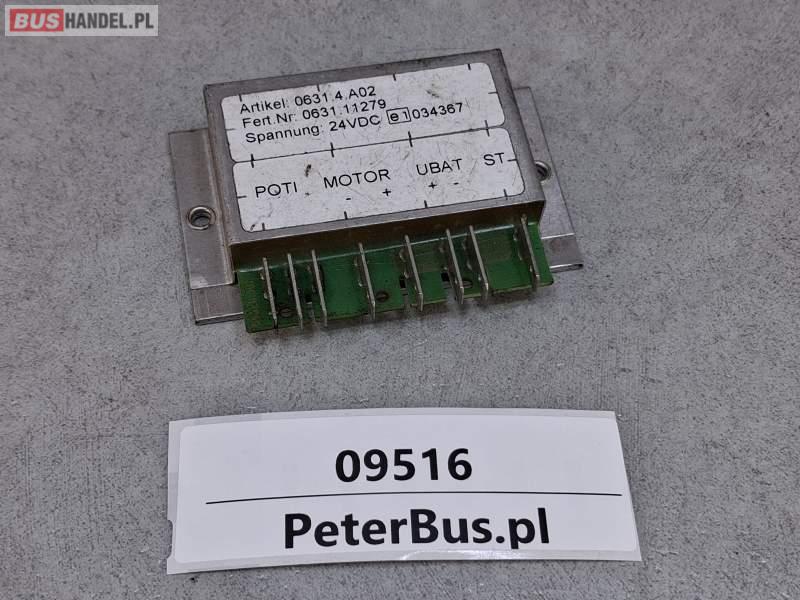 BUSHANDEL.PL
Artikel: 0631.4.A02
Fert.Nr: 0631.11279
Spannung: 24VDC e1 034367
POTI MOTOR UBAT ST
- + + -
09516
PeterBus.pl